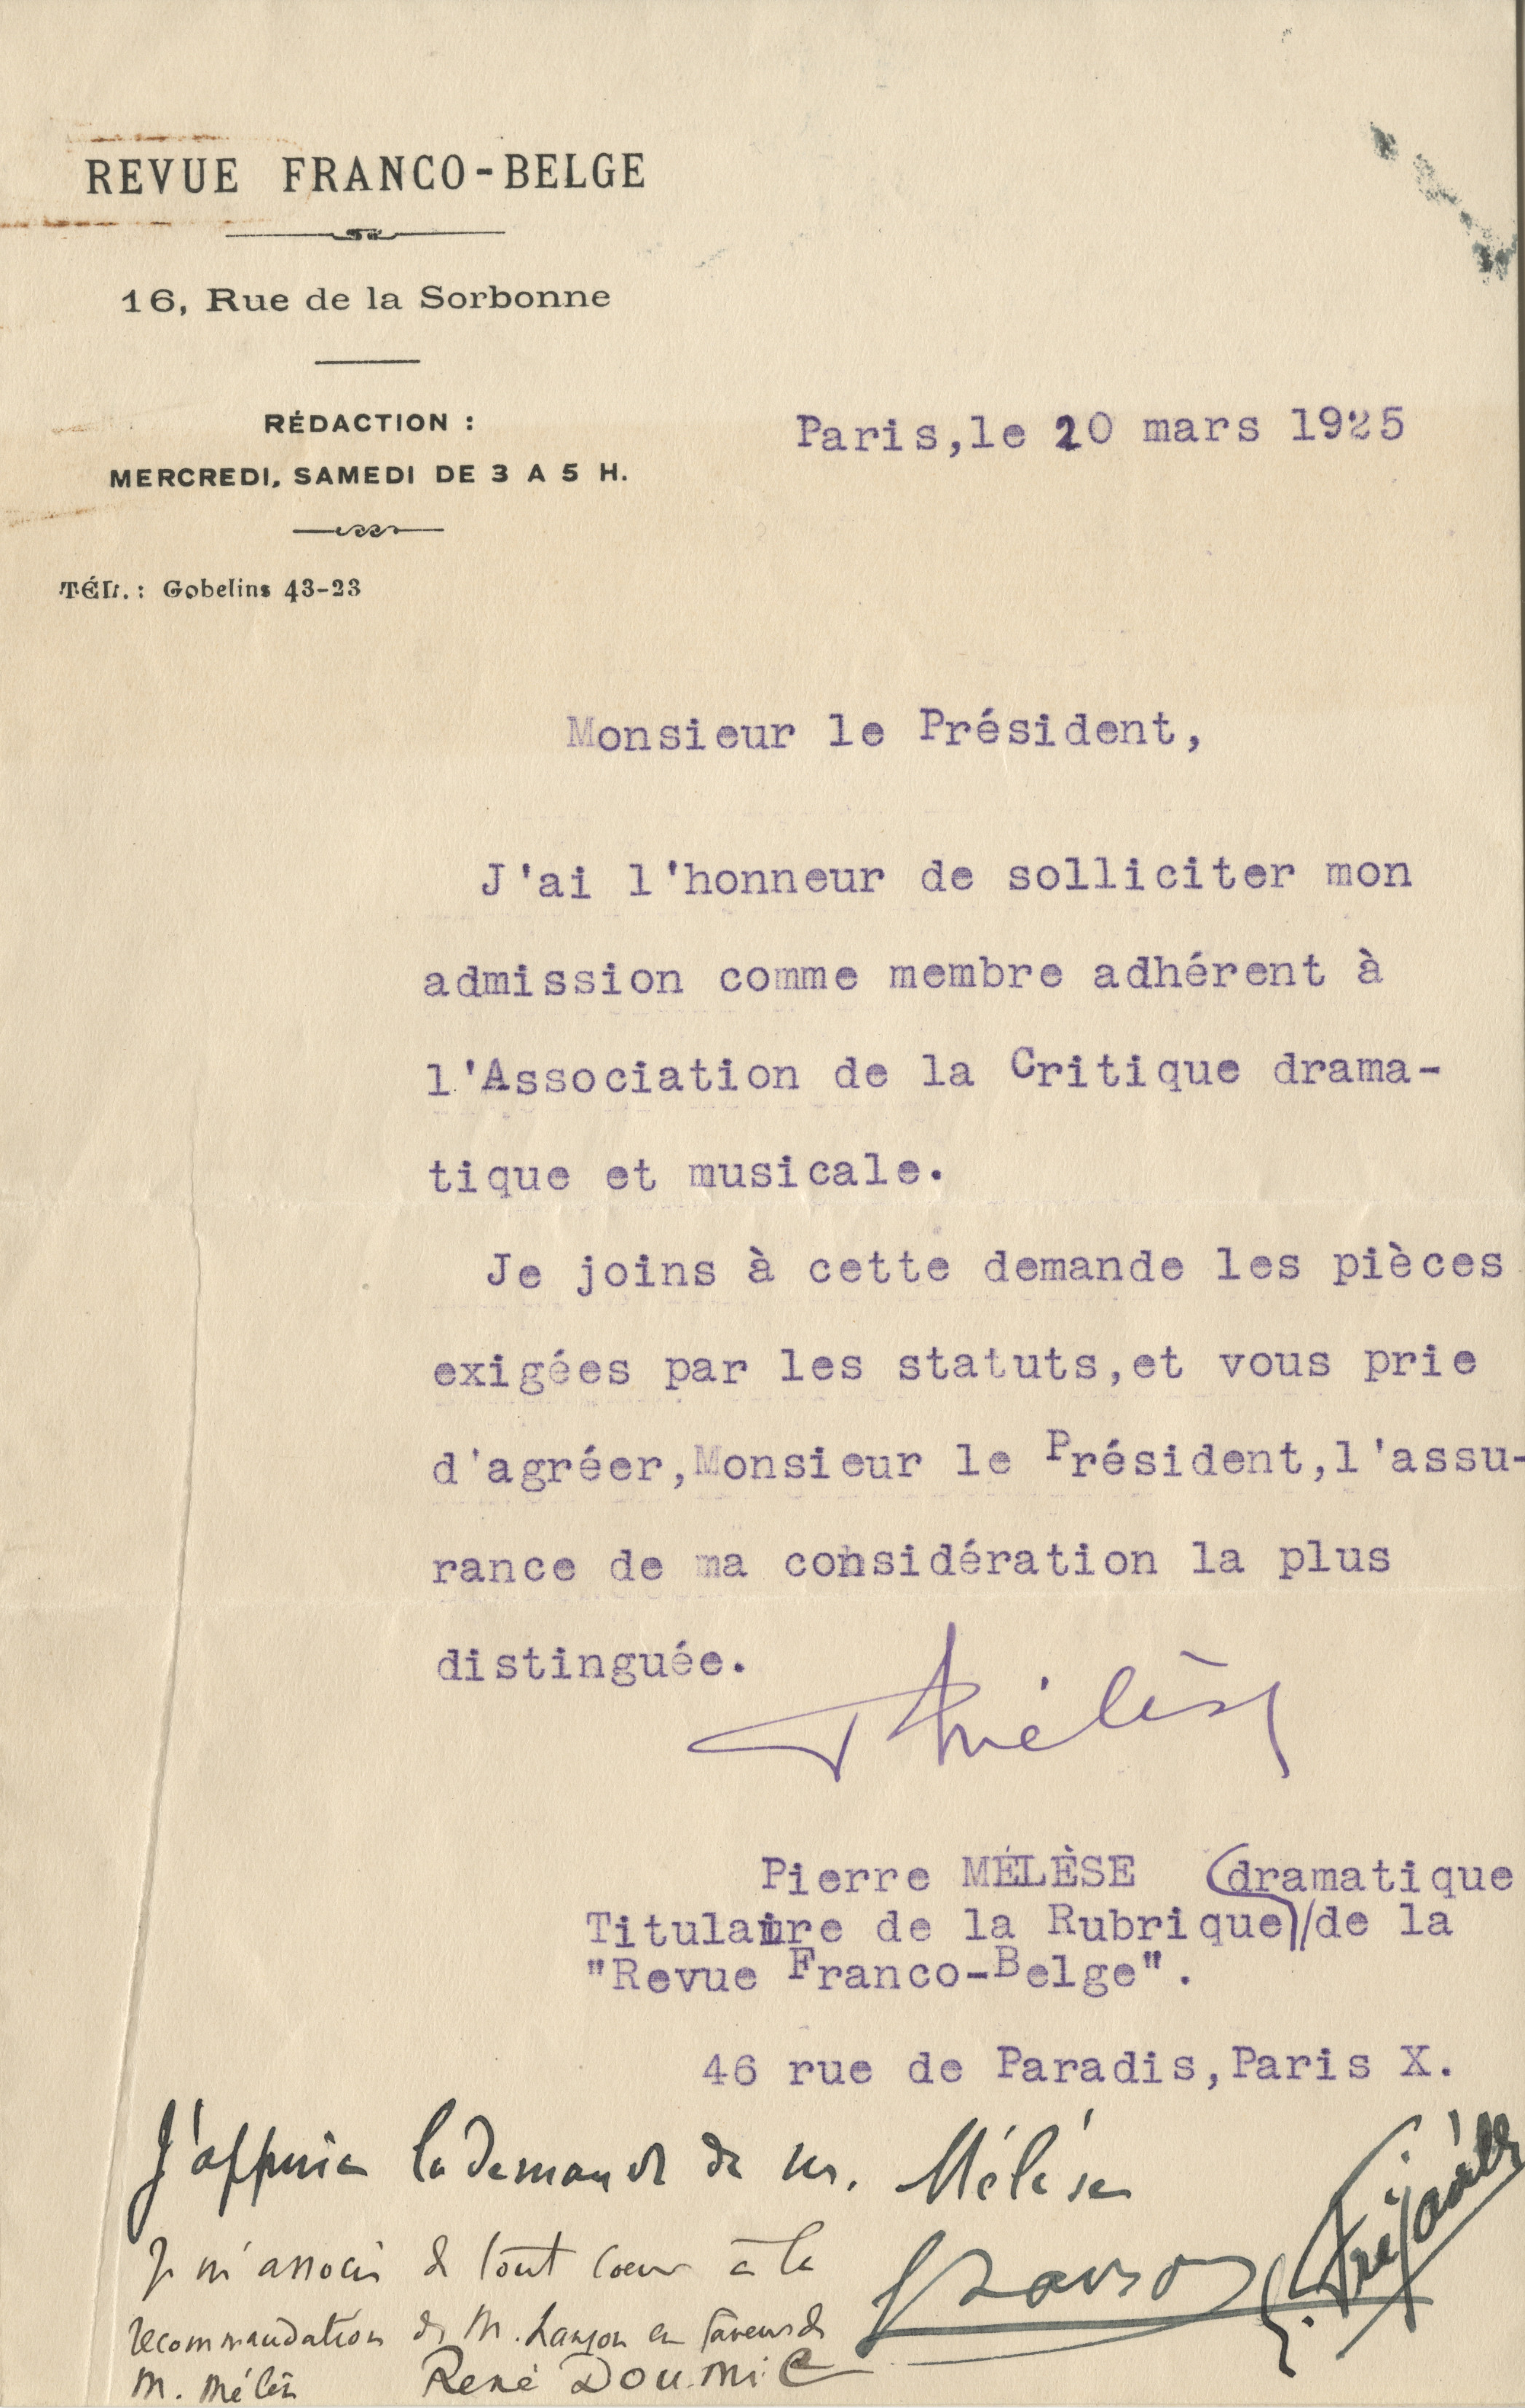 REVUE FRANCO-BELGE
16, Rue de la Sorbonne
RÉDACTION :
MERCREDI, SAMEDI DE 3 A 5 H.
TÉL. : Gobelins 43-23
Paris,le 20 mars 1925
Monsieur le Président,
J'ai l'honneur de solliciter mon
admission comme membre adhérent à
l'Association de la Critique drama-
tique et musicale.
Je joins à cette demande les pièces
exigées par les statuts,et vous prie
d'agréer,Monsieur le Président,l'assu-
rance de ma considération la plus
distinguée.
PMélèse
Pierre MÉLÈSE (dramatique
Titulaire de la Rubrique)/de la
"Revue Franco-Belge".
46 rue de Paradis,Paris X.
J'appuie la demande de M. Mélèse
GLanson
Je m'associe de tout coeur à la
recommandation de M. Lanson en faveur de
M. Mélèse René Doumic